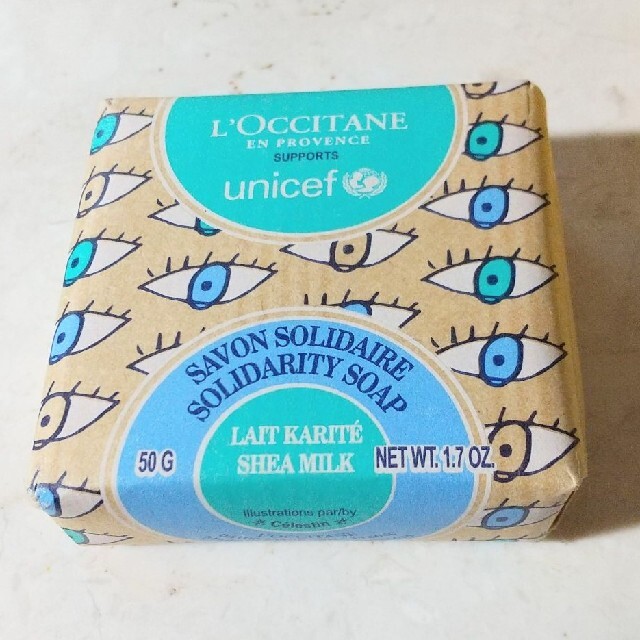 L'OCCITANE
EN PROVENCE
SUPPORTS
unicef
SAVON SOLIDAIRE
SOLIDARITY SOAP
LAIT KARITÉ
SHEA MILK
50 G
NET WT. 1.7 OZ.
Illustrations par/by
* Célestin *